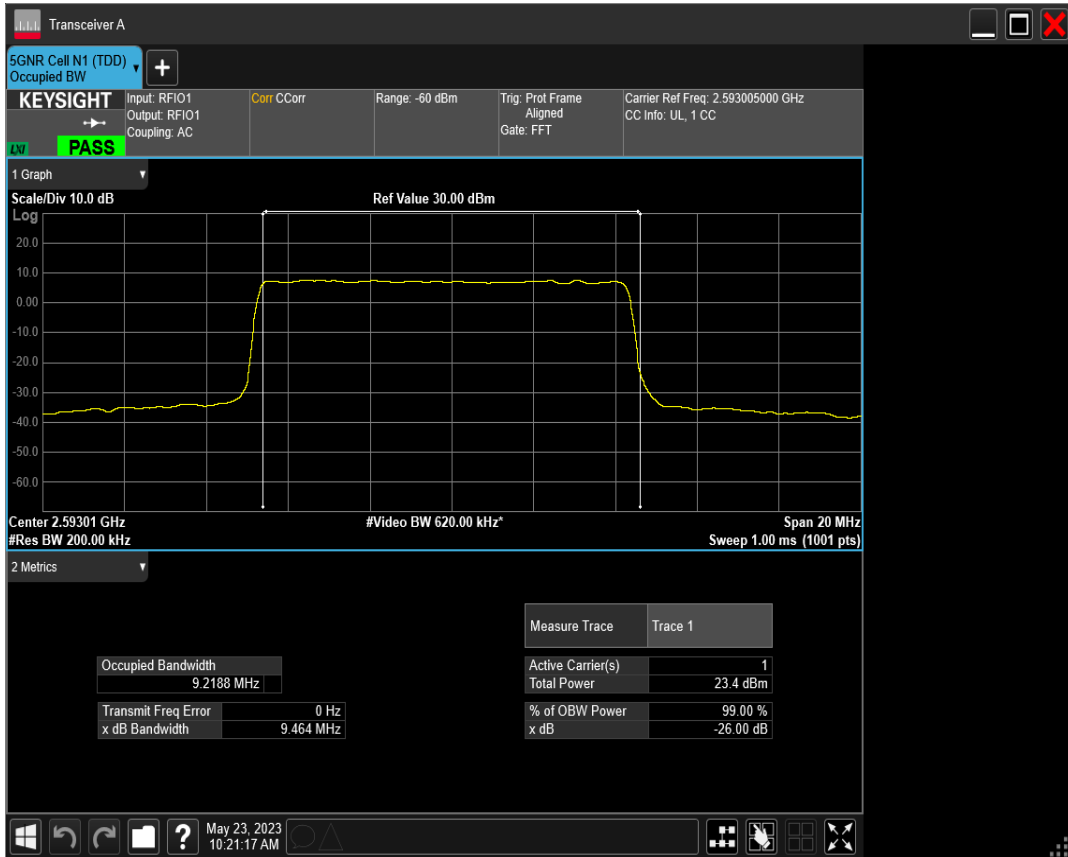 Transceiver A
5GNR Cell N1 (TDD)
Occupied BW
+
KEYSIGHT
LXI
PASS
Input: RFIO1
Output: RFIO1
Coupling: AC
Corr CCorr
Range: -60 dBm
Trig: Prot Frame
Aligned
Gate: FFT
Carrier Ref Freq: 2.593005000 GHz
CC Info: UL, 1 CC
1 Graph
Scale/Div 10.0 dB
Ref Value 30.00 dBm
Log
20.0
10.0
0.00
-10.0
-20.0
-30.0
-40.0
-50.0
-60.0
Center 2.59301 GHz
#Video BW 620.00 kHz*
Span 20 MHz
#Res BW 200.00 kHz
Sweep 1.00 ms (1001 pts)
2 Metrics
Measure Trace
Trace 1
Occupied Bandwidth
9.2188 MHz
Active Carrier(s)
1
Total Power
23.4 dBm
Transmit Freq Error
0 Hz
x dB Bandwidth
9.464 MHz
% of OBW Power
99.00 %
x dB
-26.00 dB
?
May 23, 2023
10:21:17 AM